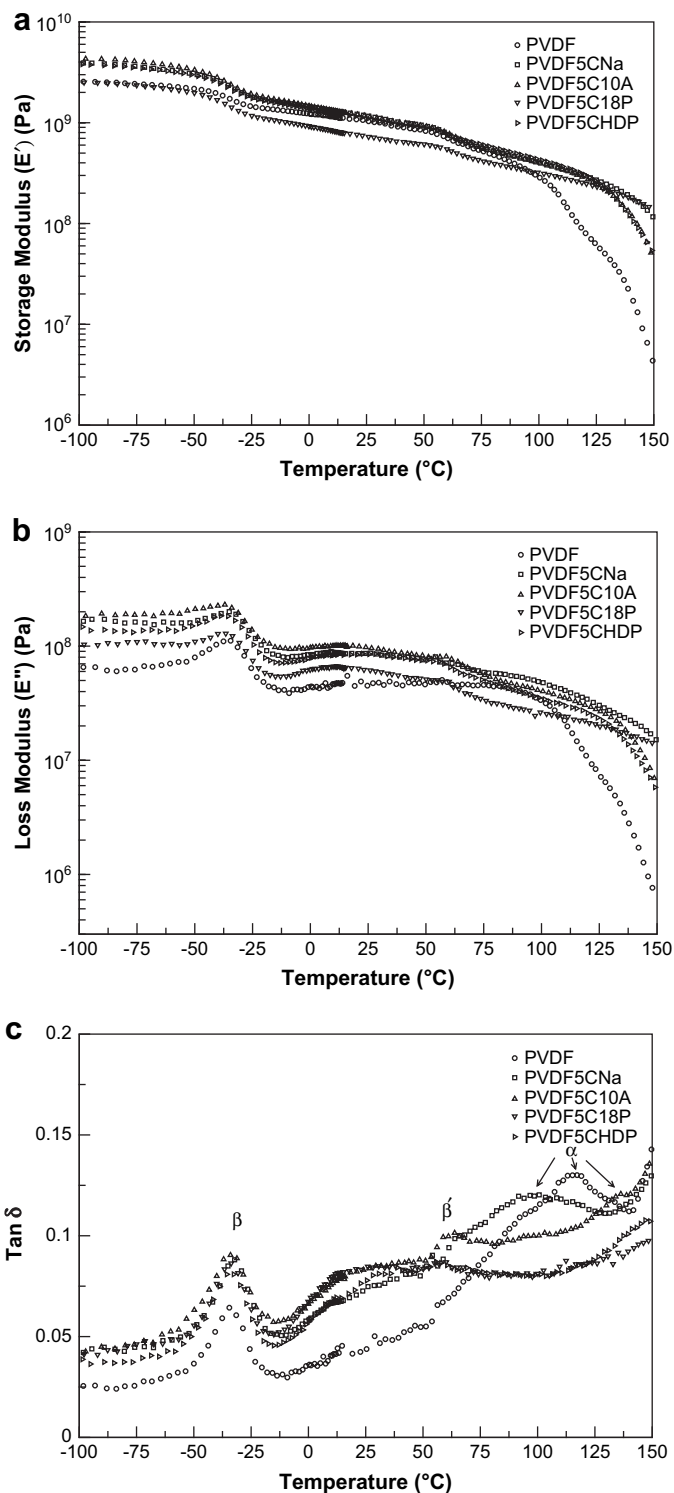 a
10^10
10^9
10^8
10^7
10^6
Storage Modulus (E′) (Pa)
○ PVDF
□ PVDF5CNa
△ PVDF5C10A
▽ PVDF5C18P
▷ PVDF5CHDP
-100 -75 -50 -25 0 25 50 75 100 125 150
Temperature (°C)
b
10^9
10^8
10^7
10^6
Loss Modulus (E") (Pa)
○ PVDF
□ PVDF5CNa
△ PVDF5C10A
▽ PVDF5C18P
▷ PVDF5CHDP
-100 -75 -50 -25 0 25 50 75 100 125 150
Temperature (°C)
c
0.2
0.15
0.1
0.05
0
Tan δ
○ PVDF
□ PVDF5CNa
△ PVDF5C10A
▽ PVDF5C18P
▷ PVDF5CHDP
α
β
β′
-100 -75 -50 -25 0 25 50 75 100 125 150
Temperature (°C)